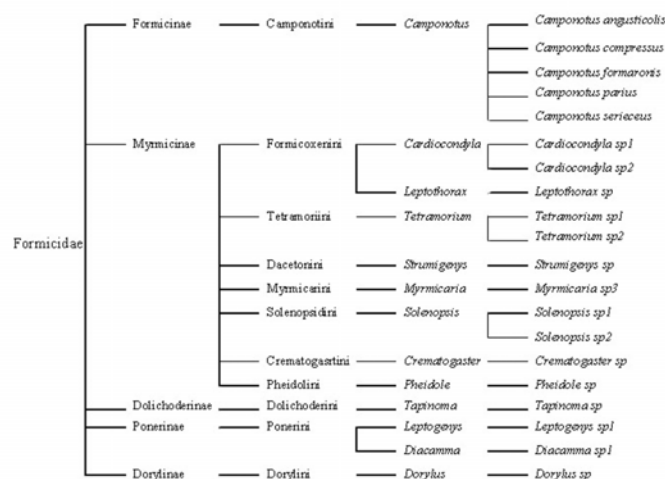 Formicinae Camponotini Camponotus Camponotus angusticolis
Camponotus compressus
Camponotus formaronis
Camponotus parius
Camponotus serieceus
Myrmicinae Formicoxenini Cardiocondyla Cardiocondyla sp1
Cardiocondyla sp2
Leptothorax Leptothorax sp
Tetramoriini Tetramorium Tetramorium sp1
Tetramorium sp2
Formicidae
Dacetonini Strumigenys Strumigenys sp
Myrmicarini Myrmicaria Myrmicaria sp3
Solenopsidini Solenopsis Solenopsis sp1
Solenopsis sp2
Crematogasrtini Crematogaster Crematogaster sp
Pheidolini Pheidole Pheidole sp
Dolichoderinae Dolichoderini Tapinoma Tapinoma sp
Ponerinae Ponerini Leptogenys Leptogenys sp1
Diacamma Diacamma sp1
Dorylinae Dorylini Dorylus Dorylus sp